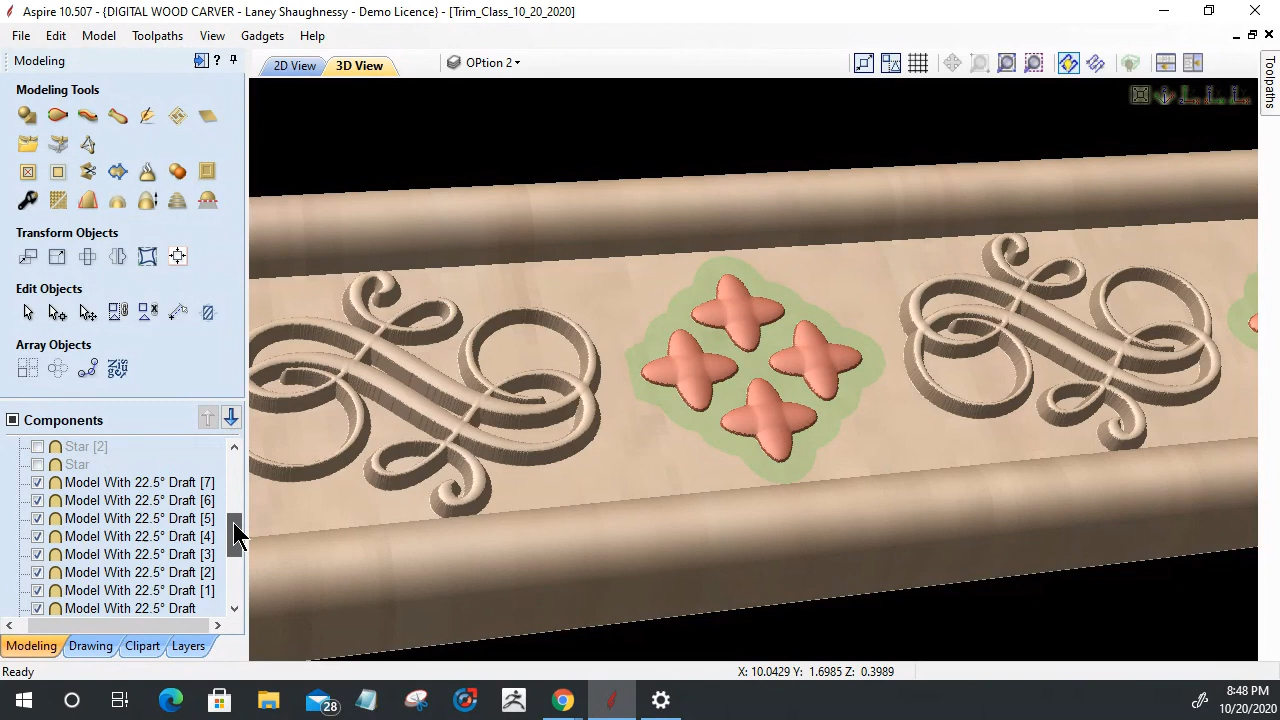 Aspire 10.507 - {DIGITAL WOOD CARVER - Laney Shaughnessy - Demo Licence} - [Trim_Class_10_20_2020]
File Edit Model Toolpaths View Gadgets Help
Modeling
2D View
3D View
Option 2
Toolpaths
Modeling Tools
Transform Objects
Edit Objects
Array Objects
Components
Star [2]
Star
Model With 22.5° Draft [7]
Model With 22.5° Draft [6]
Model With 22.5° Draft [5]
Model With 22.5° Draft [4]
Model With 22.5° Draft [3]
Model With 22.5° Draft [2]
Model With 22.5° Draft [1]
Model With 22.5° Draft
Modeling Drawing Clipart Layers
Ready
X: 10.0429 Y: 1.6985 Z: 0.3989
28
8:48 PM
10/20/2020